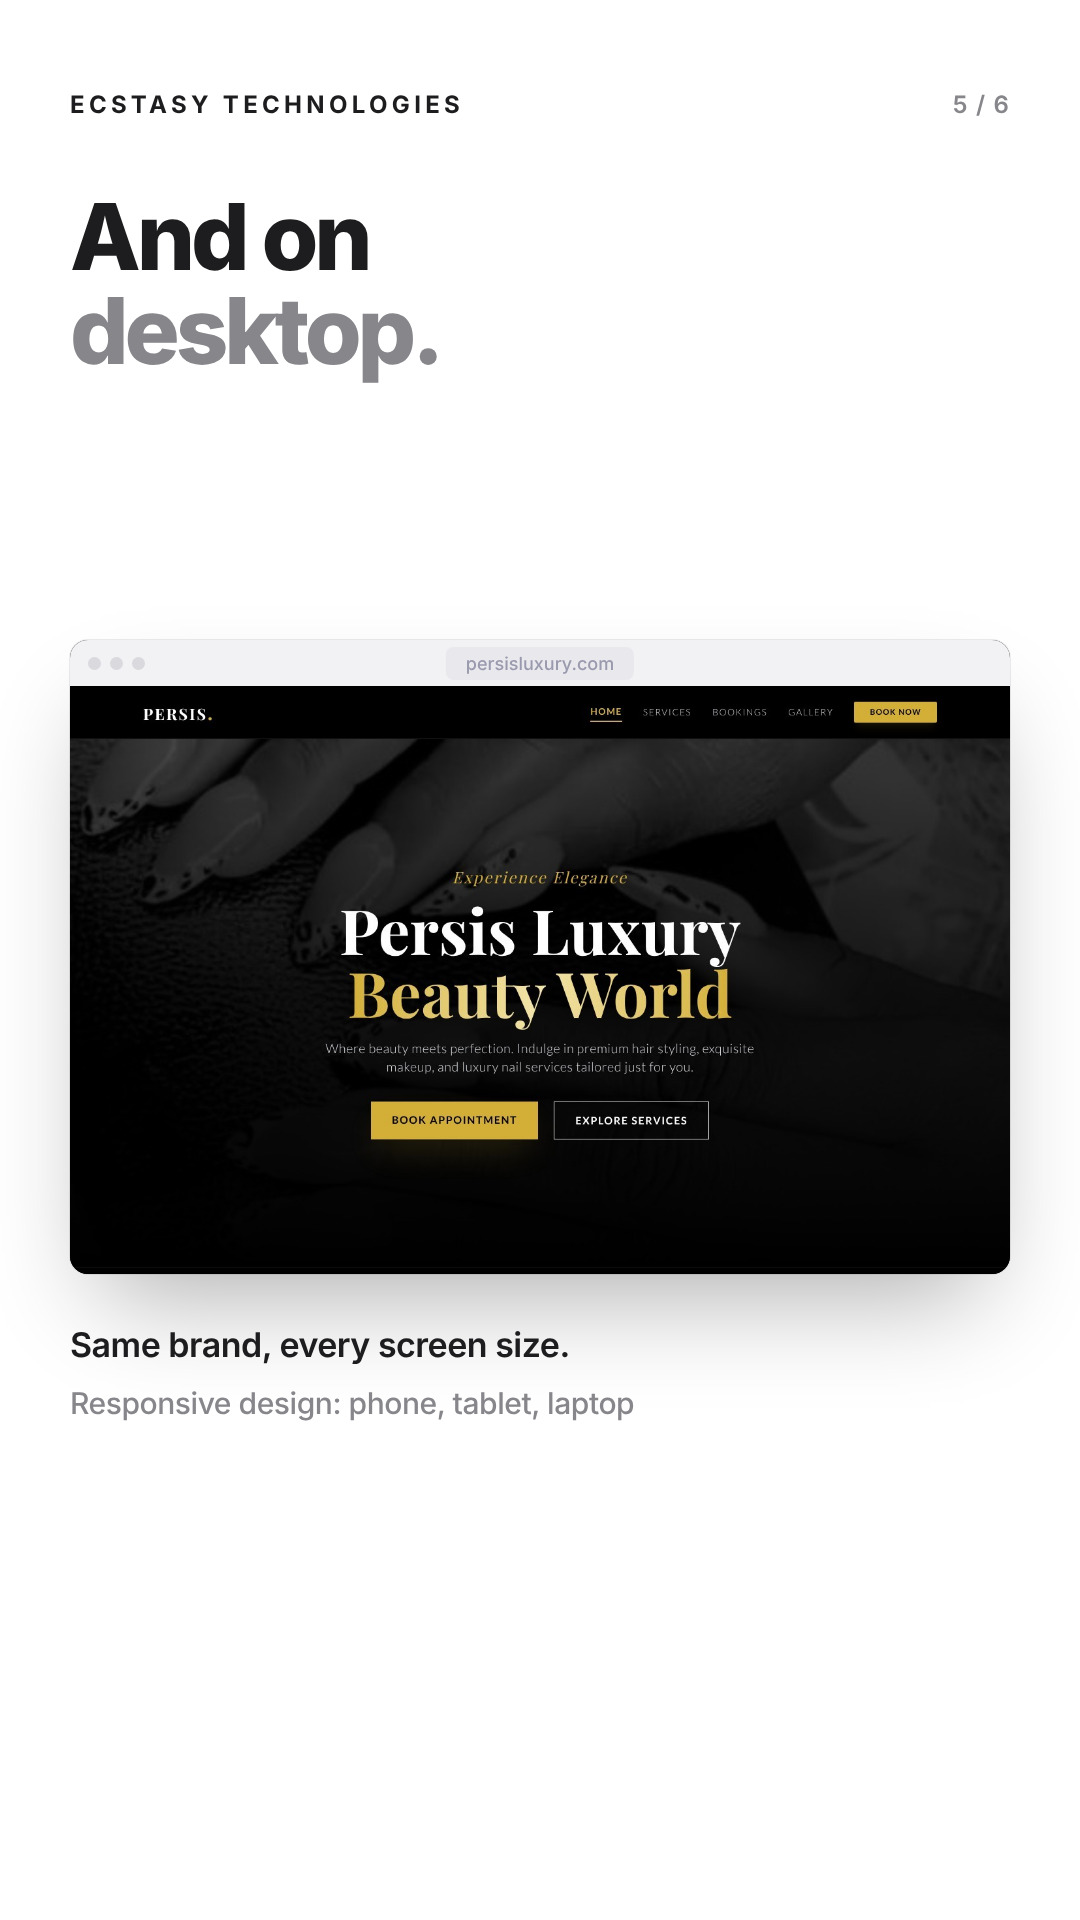 ECSTASY TECHNOLOGIES
5 / 6
And on
desktop.
persisluxury.com
PERSIS.
HOME SERVICES BOOKINGS GALLERY BOOK NOW
Experience Elegance
Persis Luxury
Beauty World
Where beauty meets perfection. Indulge in premium hair styling, exquisite
makeup, and luxury nail services tailored just for you.
BOOK APPOINTMENT EXPLORE SERVICES
Same brand, every screen size.
Responsive design: phone, tablet, laptop